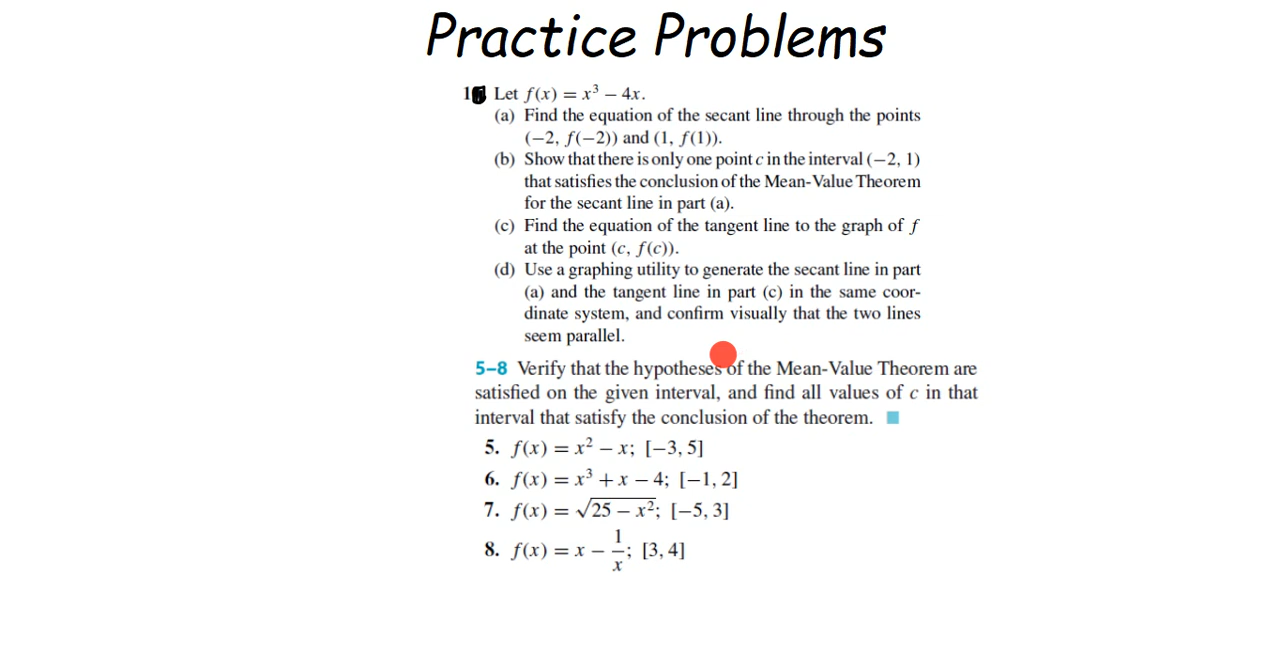 Practice Problems
1 Let f(x) = x³ – 4x.
(a) Find the equation of the secant line through the points
(−2, f(−2)) and (1, f(1)).
(b) Show that there is only one point c in the interval (−2, 1)
that satisfies the conclusion of the Mean-Value Theorem
for the secant line in part (a).
(c) Find the equation of the tangent line to the graph of f
at the point (c, f(c)).
(d) Use a graphing utility to generate the secant line in part
(a) and the tangent line in part (c) in the same coor-
dinate system, and confirm visually that the two lines
seem parallel.
5–8 Verify that the hypotheses of the Mean-Value Theorem are
satisfied on the given interval, and find all values of c in that
interval that satisfy the conclusion of the theorem.
5. f(x) = x² − x; [−3, 5]
6. f(x) = x³ + x − 4; [−1, 2]
7. f(x) = √25 − x²; [−5, 3]
8. f(x) = x − 1/x; [3, 4]